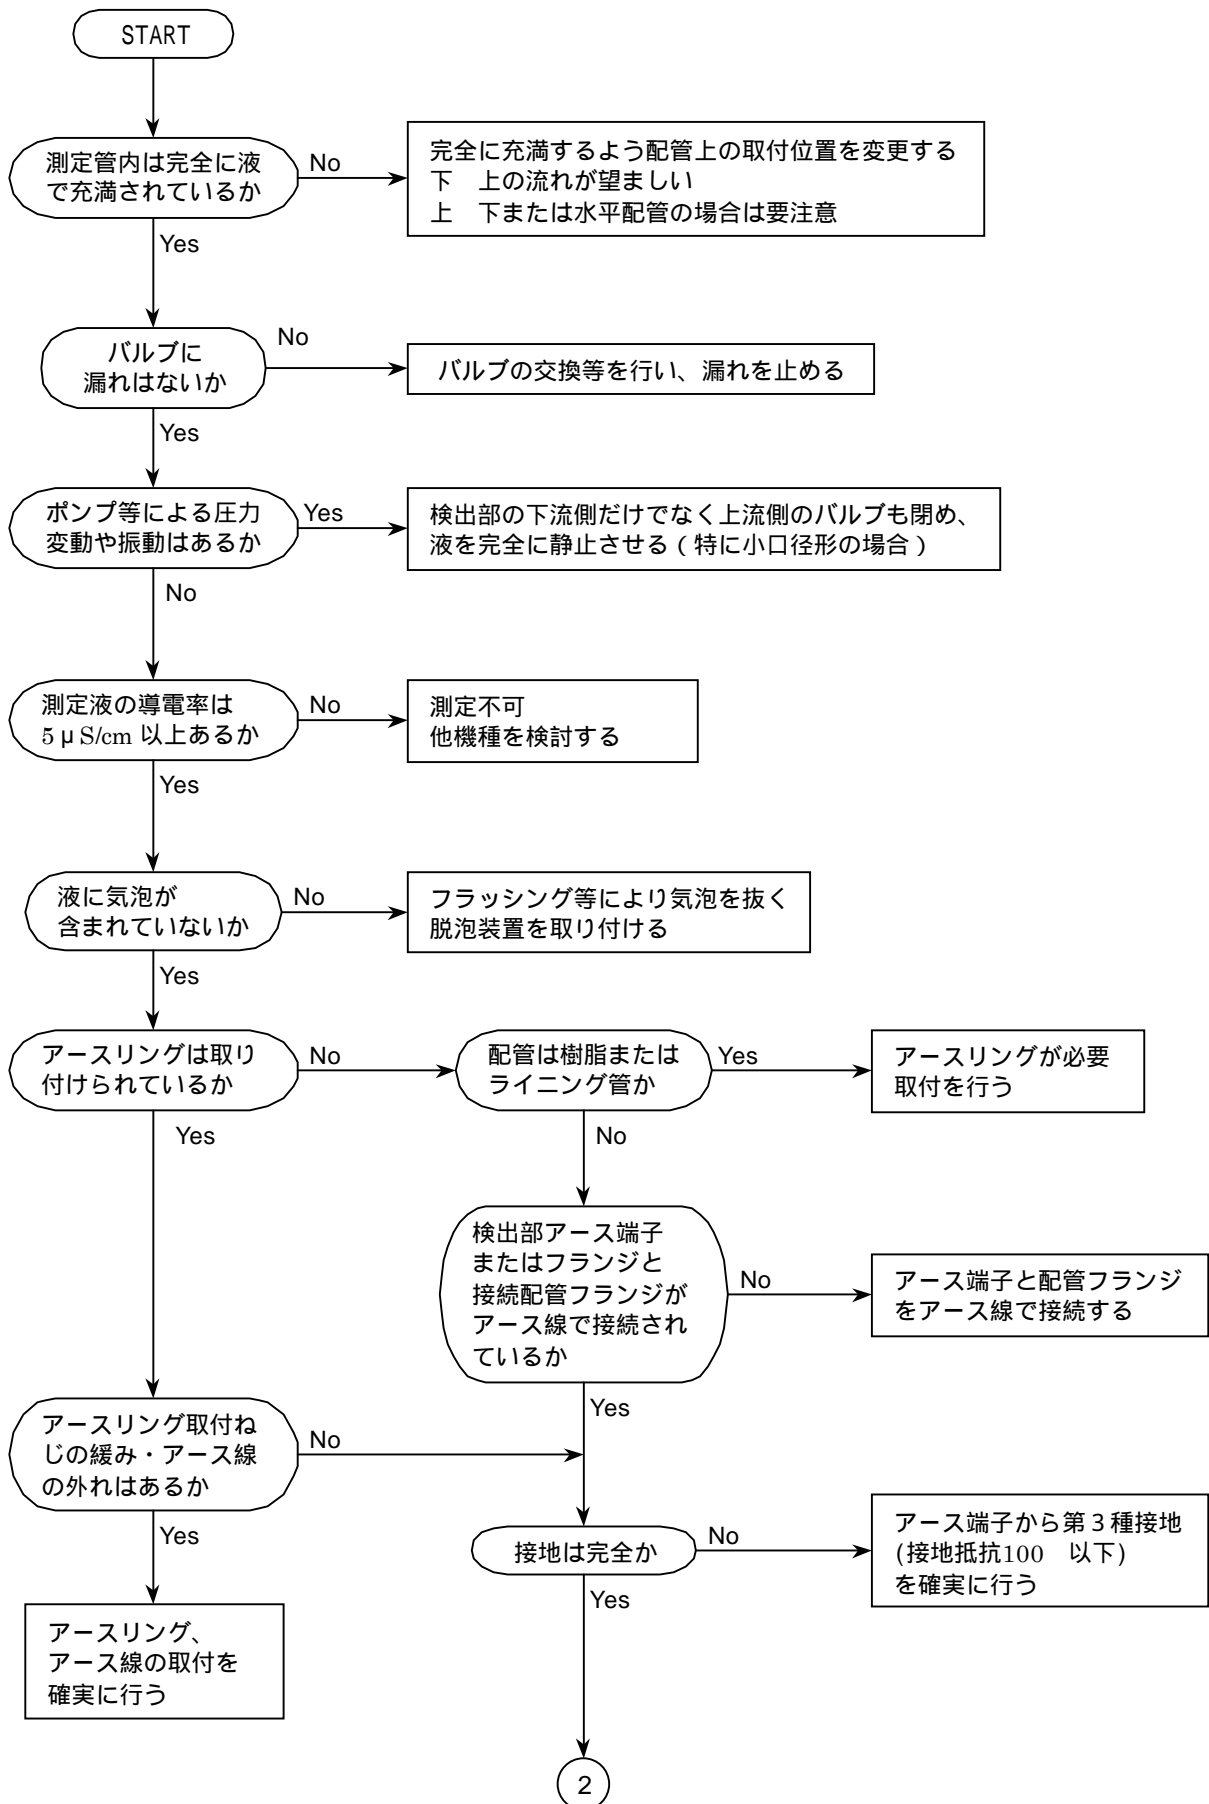 START
測定管内は完全に液
で充満されているか
No
完全に充満するよう配管上の取付位置を変更する
下　上の流れが望ましい
上　下または水平配管の場合は要注意
Yes
バルブに
漏れはないか
No
バルブの交換等を行い、漏れを止める
Yes
ポンプ等による圧力
変動や振動はあるか
Yes
検出部の下流側だけでなく上流側のバルブも閉め、
液を完全に静止させる（特に小口径形の場合）
No
測定液の導電率は
5μS/cm 以上あるか
No
測定不可
他機種を検討する
Yes
液に気泡が
含まれていないか
No
フラッシング等により気泡を抜く
脱泡装置を取り付ける
Yes
アースリングは取り
付けられているか
No
配管は樹脂または
ライニング管か
Yes
アースリングが必要
取付を行う
Yes
No
検出部アース端子
またはフランジと
接続配管フランジが
アース線で接続され
ているか
No
アース端子と配管フランジ
をアース線で接続する
Yes
アースリング取付ね
じの緩み・アース線
の外れはあるか
No
Yes
接地は完全か
No
アース端子から第３種接地
(接地抵抗100　以下)
を確実に行う
Yes
アースリング、
アース線の取付を
確実に行う
2